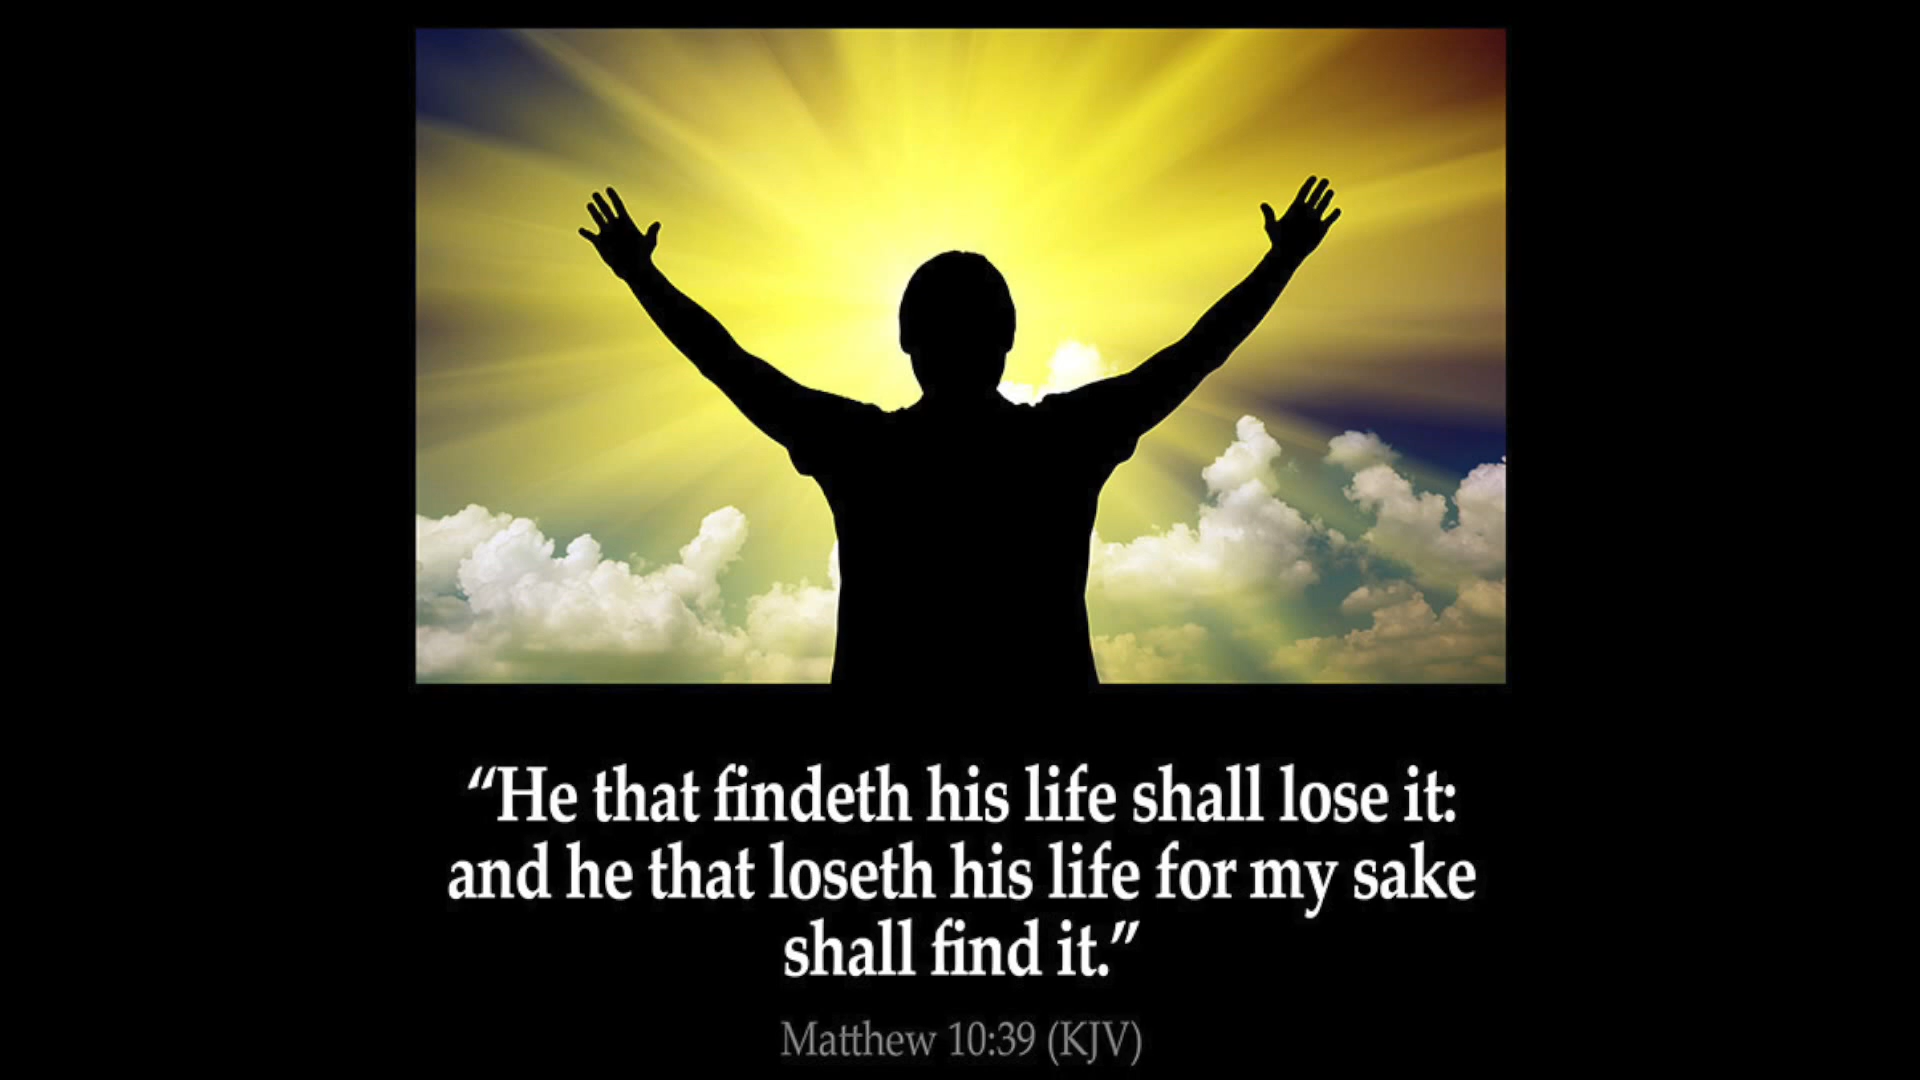 “He that findeth his life shall lose it:
and he that loseth his life for my sake
shall find it.”
Matthew 10:39 (KJV)